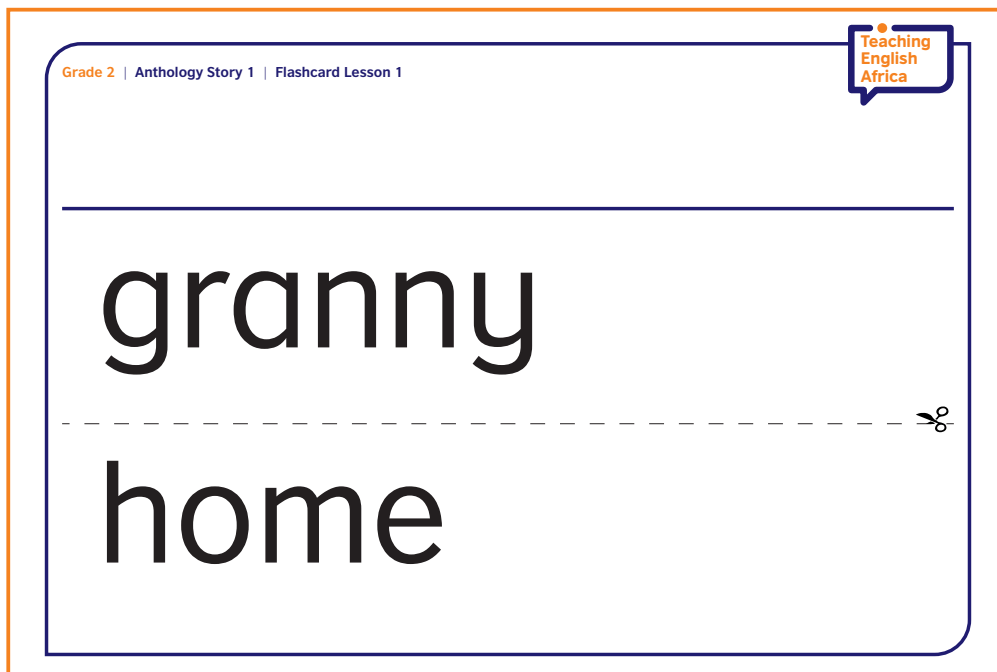 Grade 2 | Anthology Story 1 | Flashcard Lesson 1
Teaching
English
Africa
granny
home